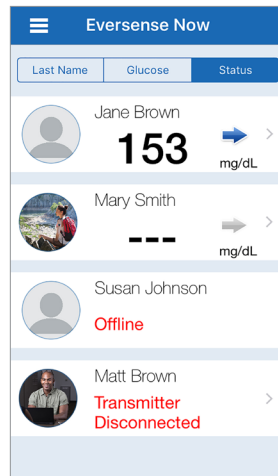 Eversense Now
Last Name Glucose Status
Jane Brown
153
mg/dL
Mary Smith
---
mg/dL
Susan Johnson
Offline
Matt Brown
Transmitter
Disconnected